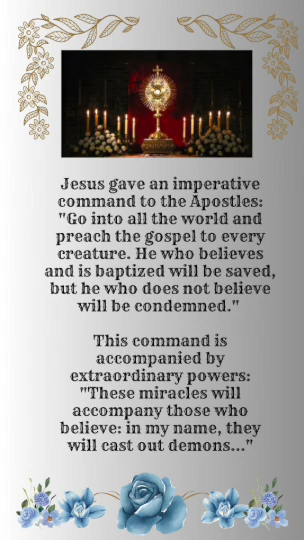 Jesus gave an imperative
command to the Apostles:
"Go into all the world and
preach the gospel to every
creature. He who believes
and is baptized will be saved,
but he who does not believe
will be condemned."
This command is
accompanied by
extraordinary powers:
"These miracles will
accompany those who
believe: in my name, they
will cast out demons..."